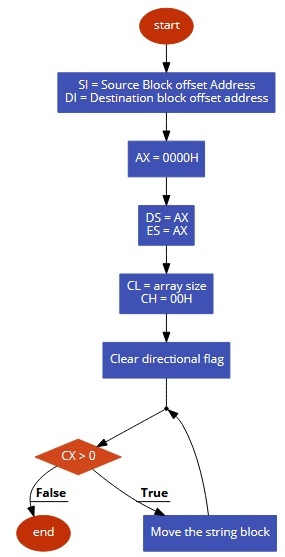 start
SI = Source Block offset Address
DI = Destination block offset address
AX = 0000H
DS = AX
ES = AX
CL = array size
CH = 00H
Clear directional flag
CX > 0
False
True
end
Move the string block